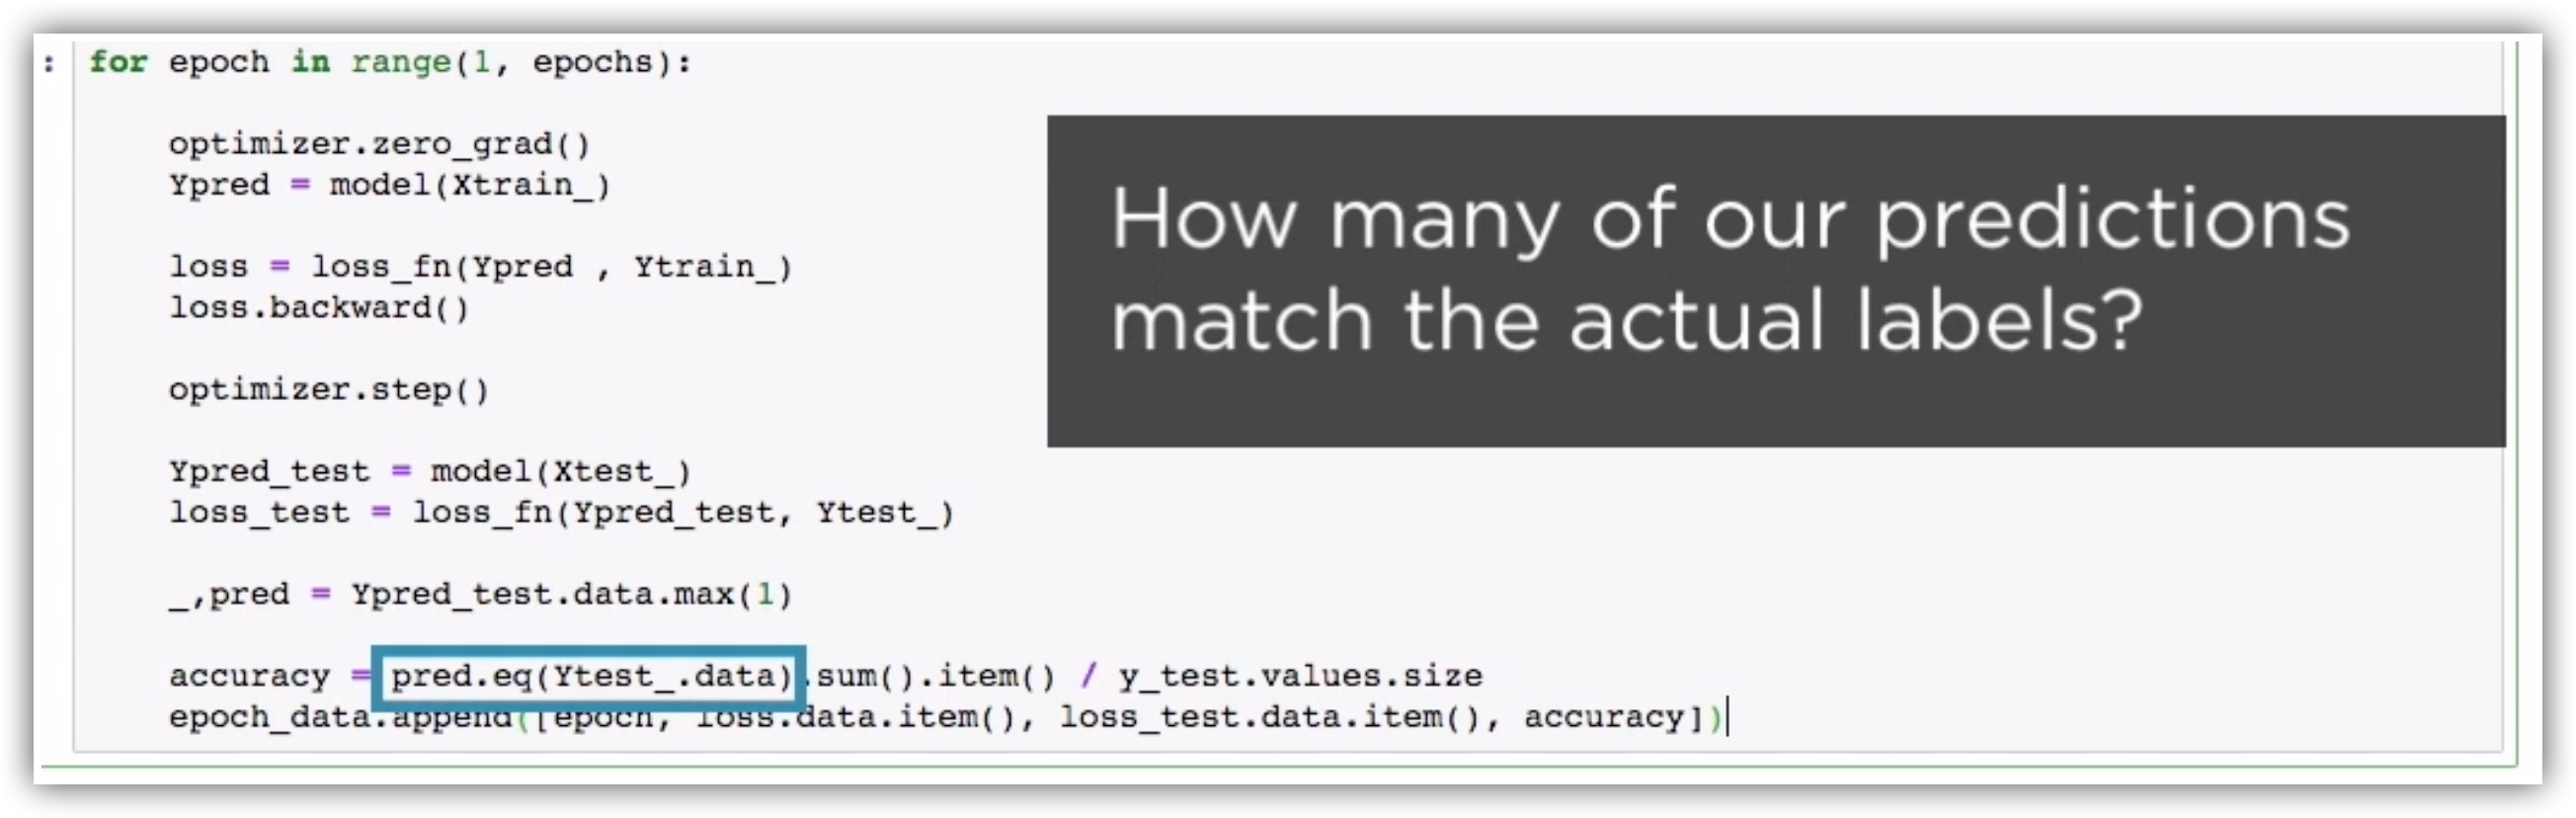 : for epoch in range(1, epochs):
optimizer.zero_grad()
Ypred = model(Xtrain_)
loss = loss_fn(Ypred , Ytrain_)
loss.backward()
optimizer.step()
Ypred_test = model(Xtest_)
loss_test = loss_fn(Ypred_test, Ytest_)
_,pred = Ypred_test.data.max(1)
accuracy = pred.eq(Ytest_.data).sum().item() / y_test.values.size
epoch_data.append([epoch, loss.data.item(), loss_test.data.item(), accuracy])
How many of our predictions
match the actual labels?